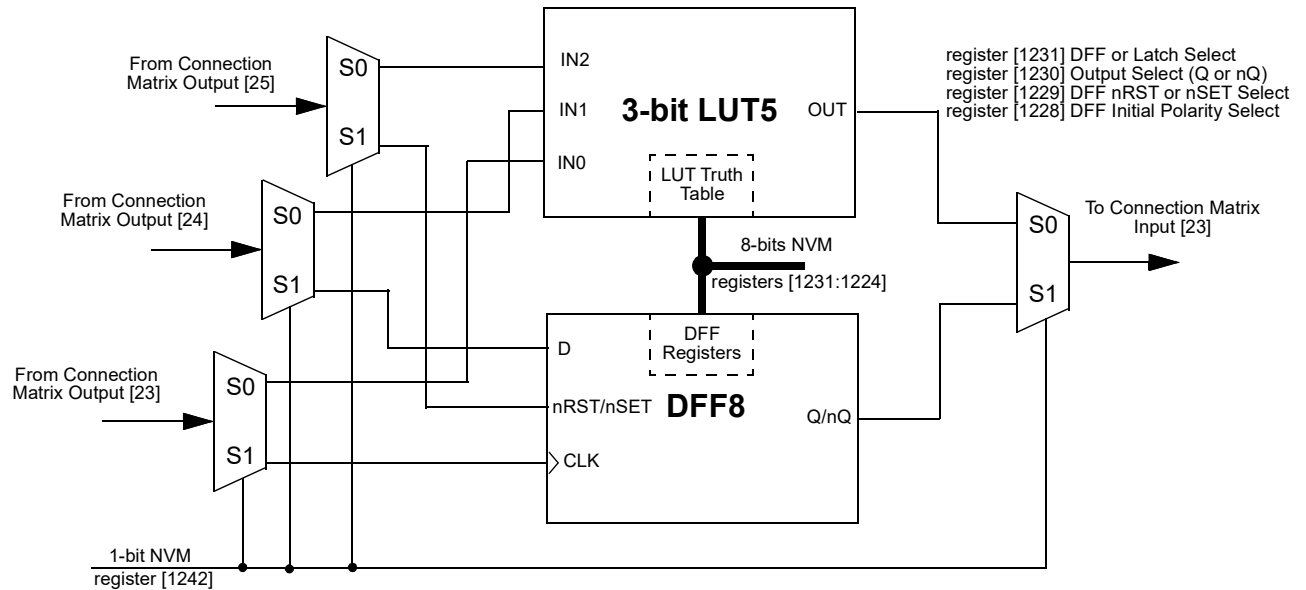 From Connection
Matrix Output [25]
S0
S1
IN2
IN1
IN0
3-bit LUT5
OUT
LUT Truth
Table
register [1231] DFF or Latch Select
register [1230] Output Select (Q or nQ)
register [1229] DFF nRST or nSET Select
register [1228] DFF Initial Polarity Select
From Connection
Matrix Output [24]
S0
S1
8-bits NVM
registers [1231:1224]
S0
S1
To Connection Matrix
Input [23]
From Connection
Matrix Output [23]
S0
S1
D
nRST/nSET
CLK
DFF
Registers
DFF8
Q/nQ
1-bit NVM
register [1242]